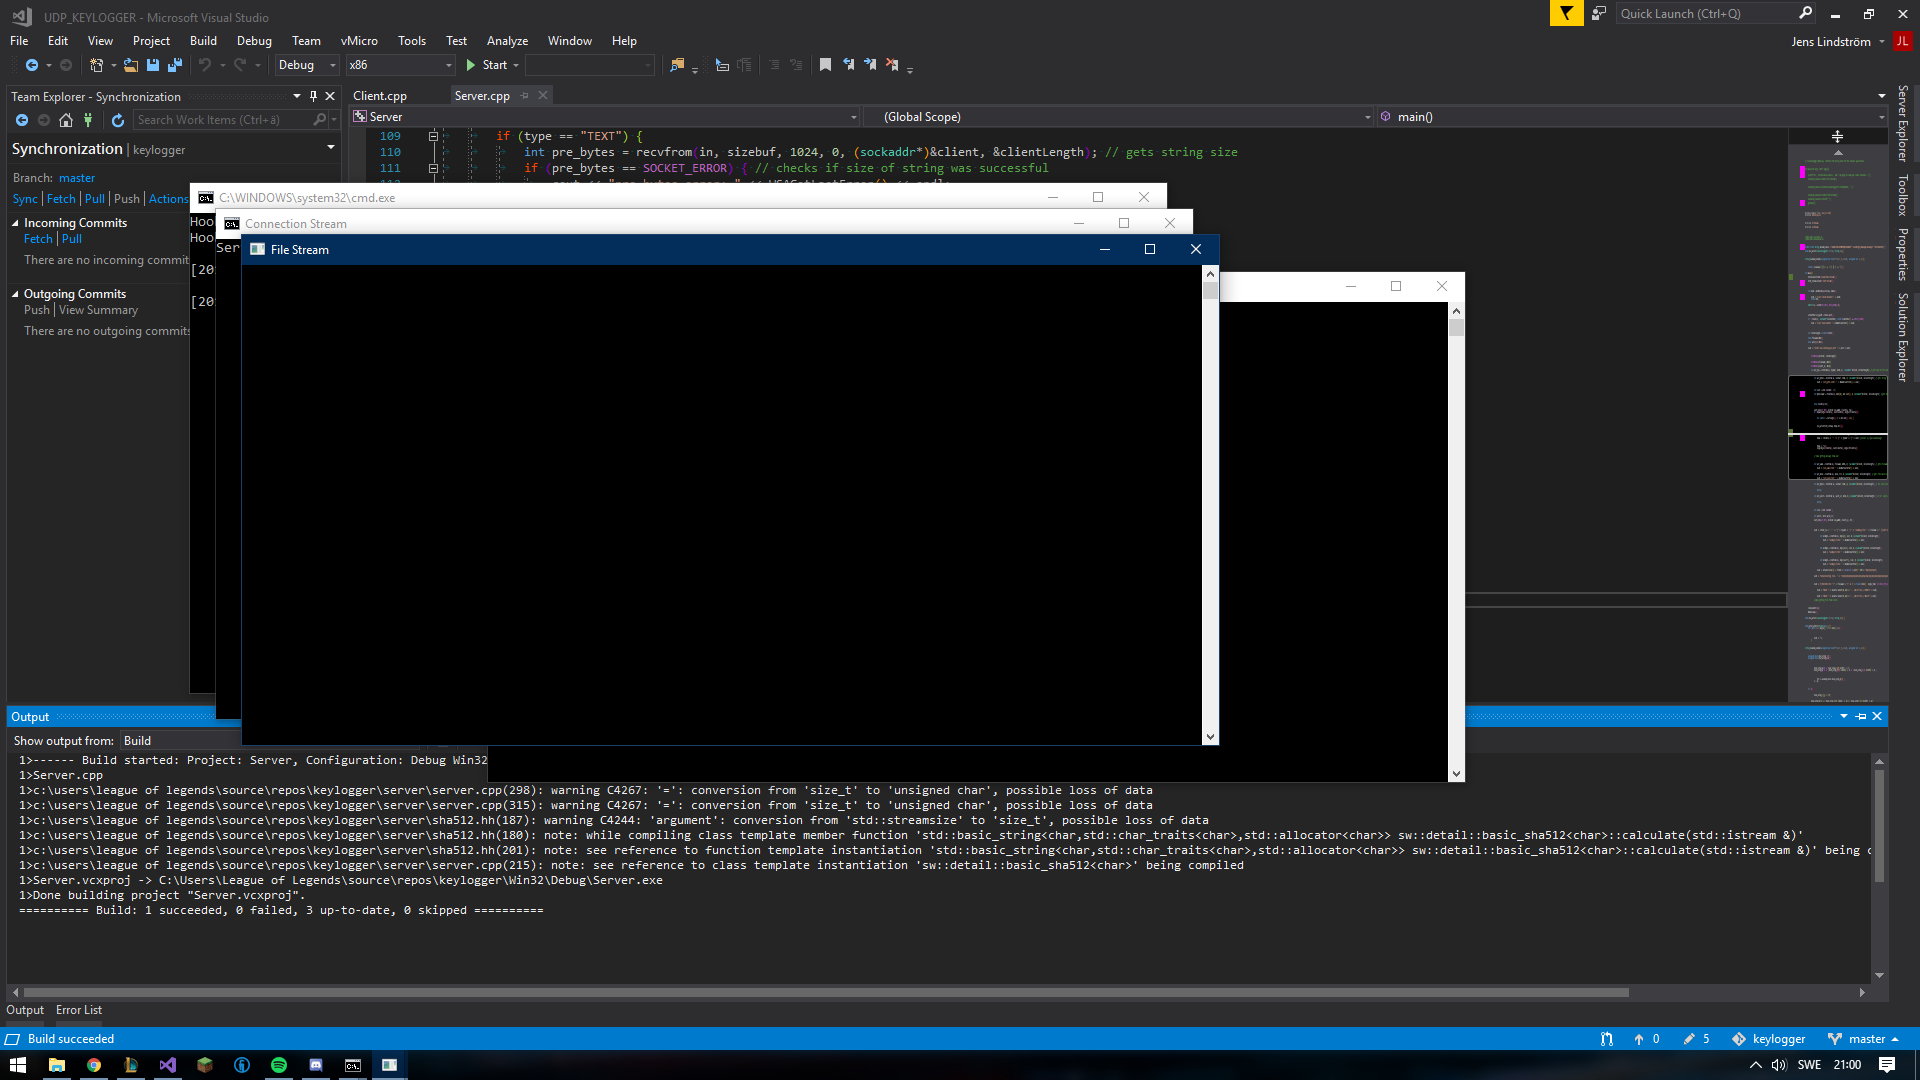 UDP_KEYLOGGER - Microsoft Visual Studio
Quick Launch (Ctrl+Q)
File Edit View Project Build Debug Team vMicro Tools Test Analyze Window Help
Jens Lindström JL
Debug x86 Start
Team Explorer - Synchronization
Search Work Items (Ctrl+ä)
Synchronization | keylogger
Branch: master
Sync | Fetch | Pull | Push | Actions
Incoming Commits
Fetch | Pull
There are no incoming commit
Outgoing Commits
Push | View Summary
There are no outgoing commits
Client.cpp Server.cpp
Server (Global Scope) main()
109 if (type == "TEXT") {
110 int pre_bytes = recvfrom(in, sizebuf, 1024, 0, (sockaddr*)&client, &clientLength); // gets string size
111 if (pre_bytes == SOCKET_ERROR) { // checks if size of string was successful
C:\WINDOWS\system32\cmd.exe
Hoo
Hoo
[20
[20
Connection Stream
Ser
File Stream
Server Explorer
Toolbox
Properties
Solution Explorer
Output
Show output from: Build
1>------ Build started: Project: Server, Configuration: Debug Win32
1>Server.cpp
1>c:\users\league of legends\source\repos\keylogger\server\server.cpp(298): warning C4267: '=': conversion from 'size_t' to 'unsigned char', possible loss of data
1>c:\users\league of legends\source\repos\keylogger\server\server.cpp(315): warning C4267: '=': conversion from 'size_t' to 'unsigned char', possible loss of data
1>c:\users\league of legends\source\repos\keylogger\server\sha512.hh(187): warning C4244: 'argument': conversion from 'std::streamsize' to 'size_t', possible loss of data
1>c:\users\league of legends\source\repos\keylogger\server\sha512.hh(180): note: while compiling class template member function 'std::basic_string<char,std::char_traits<char>,std::allocator<char>> sw::detail::basic_sha512<char>::calculate(std::istream &)'
1>c:\users\league of legends\source\repos\keylogger\server\sha512.hh(201): note: see reference to function template instantiation 'std::basic_string<char,std::char_traits<char>,std::allocator<char>> sw::detail::basic_sha512<char>::calculate(std::istream &)' being c
1>c:\users\league of legends\source\repos\keylogger\server\server.cpp(215): note: see reference to class template instantiation 'sw::detail::basic_sha512<char>' being compiled
1>Server.vcxproj -> C:\Users\League of Legends\source\repos\keylogger\Win32\Debug\Server.exe
1>Done building project "Server.vcxproj".
========== Build: 1 succeeded, 0 failed, 3 up-to-date, 0 skipped ==========
Output Error List
Build succeeded
0 5 keylogger master
SWE 21:00